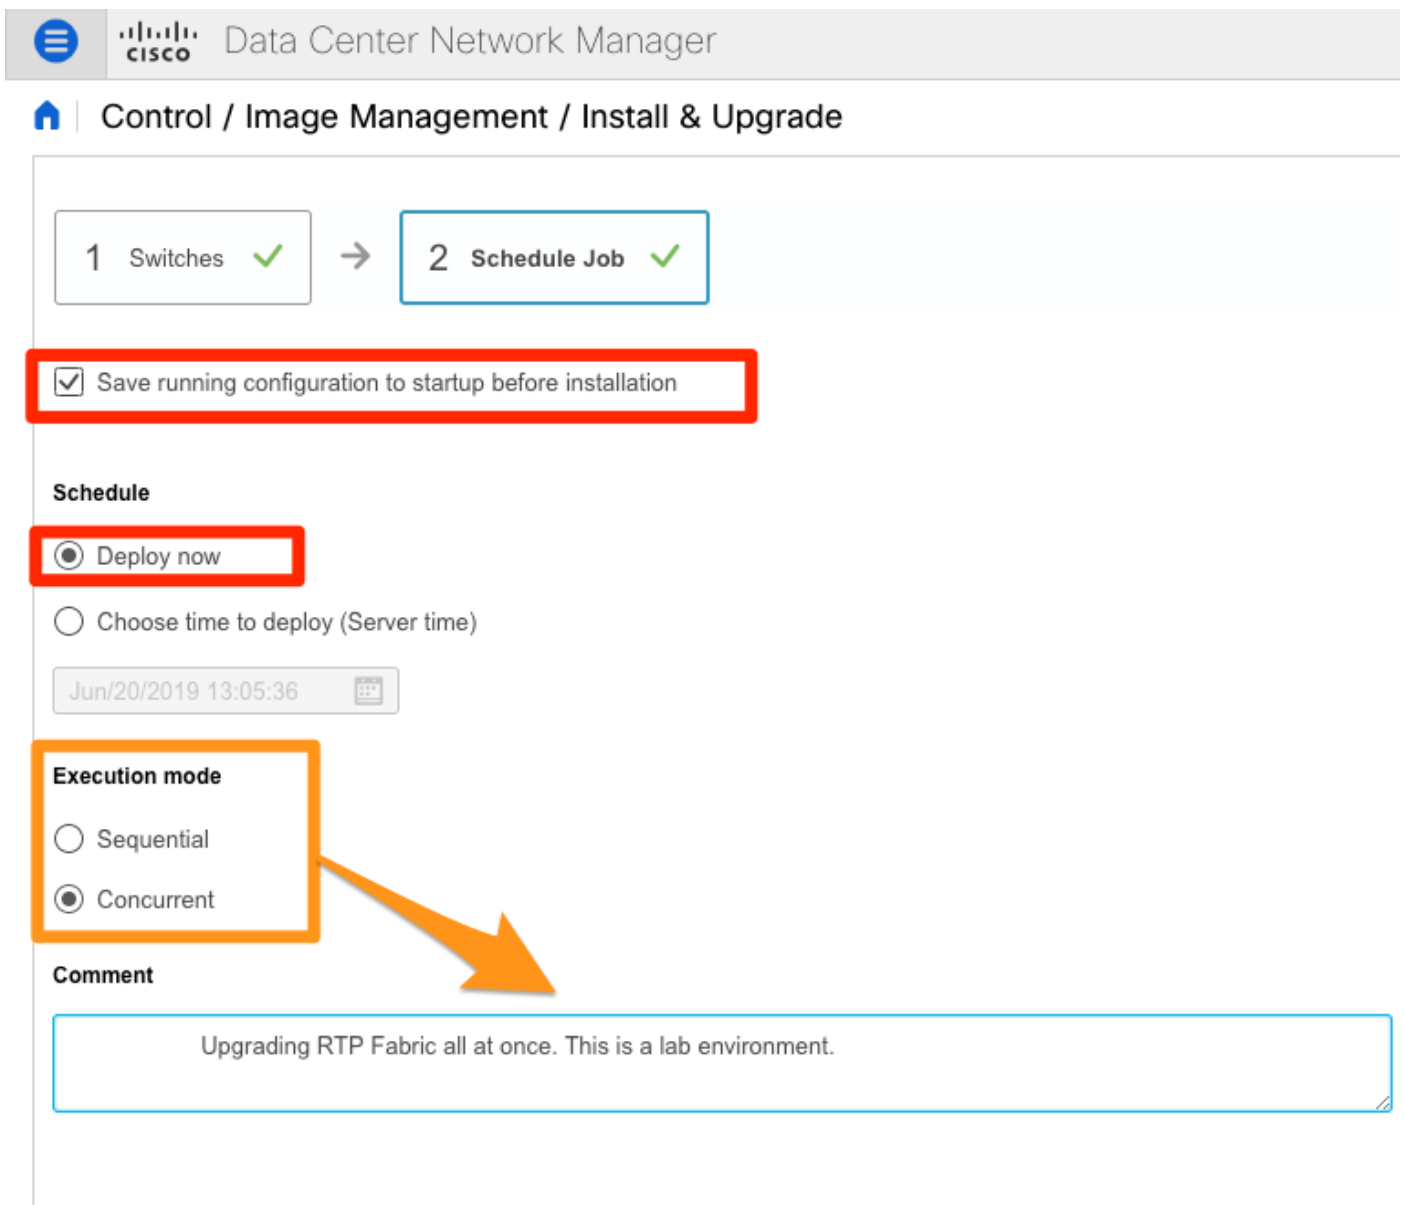 cisco Data Center Network Manager
Control / Image Management / Install & Upgrade
1 Switches 2 Schedule Job
Save running configuration to startup before installation
Schedule
Deploy now
Choose time to deploy (Server time)
Jun/20/2019 13:05:36
Execution mode
Sequential
Concurrent
Comment
Upgrading RTP Fabric all at once. This is a lab environment.